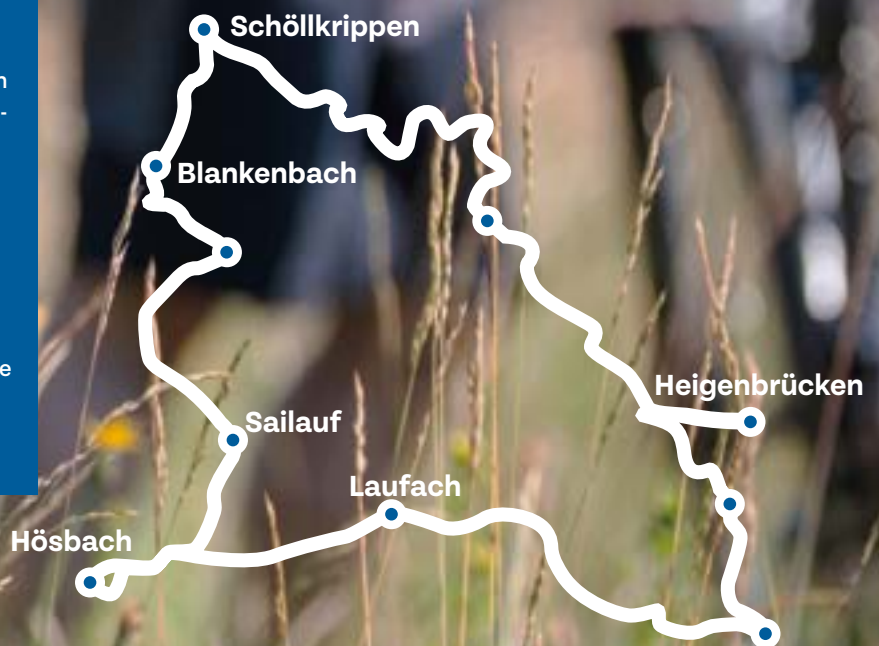 Schöllkrippen
n
-
Blankenbach
e
Heigenbrücken
Sailauf
Laufach
Hösbach